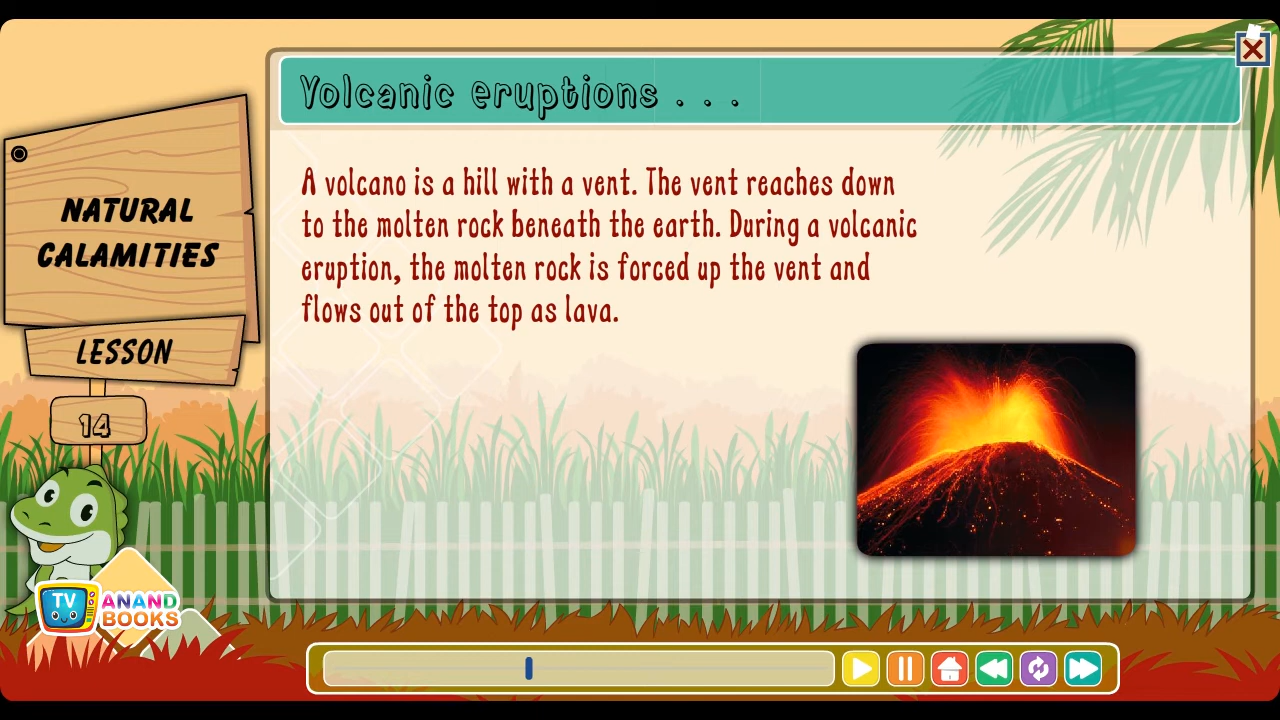 Volcanic eruptions . . .
NATURAL
CALAMITIES
LESSON
14
A volcano is a hill with a vent. The vent reaches down
to the molten rock beneath the earth. During a volcanic
eruption, the molten rock is forced up the vent and
flows out of the top as lava.
TV
ANAND
BOOKS